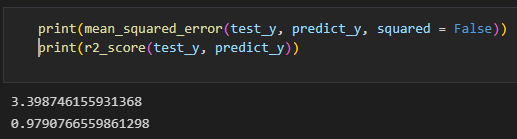 print(mean_squared_error(test_y, predict_y, squared = False))
print(r2_score(test_y, predict_y))
3.398746155931368
0.9790766559861298